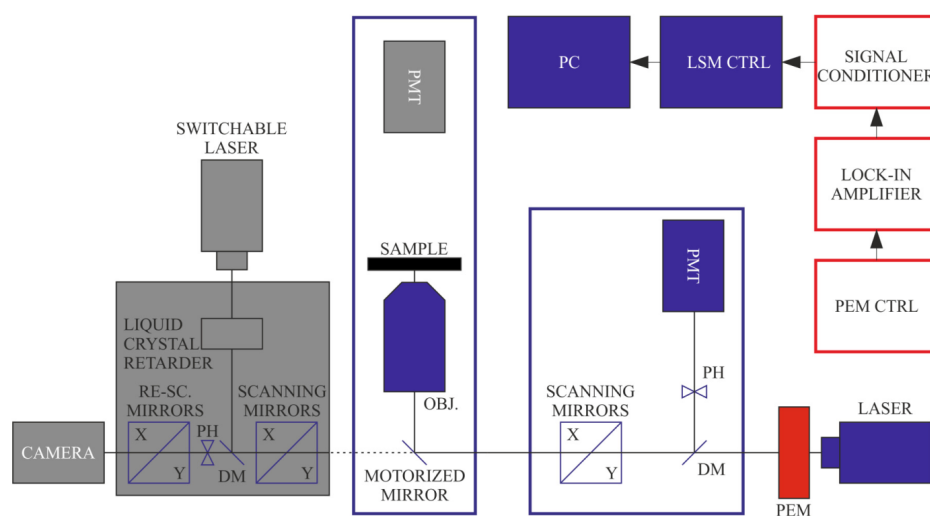 PMT
PC
LSM CTRL
SIGNAL
CONDITIONER
SWITCHABLE
LASER
LOCK-IN
AMPLIFIER
SAMPLE
PMT
PEM CTRL
LIQUID
CRYSTAL
RETARDER
OBJ.
PH
RE-SC.
MIRRORS
SCANNING
MIRRORS
SCANNING
MIRRORS
LASER
CAMERA
X
Y
PH
DM
X
Y
MOTORIZED
MIRROR
X
Y
DM
PEM